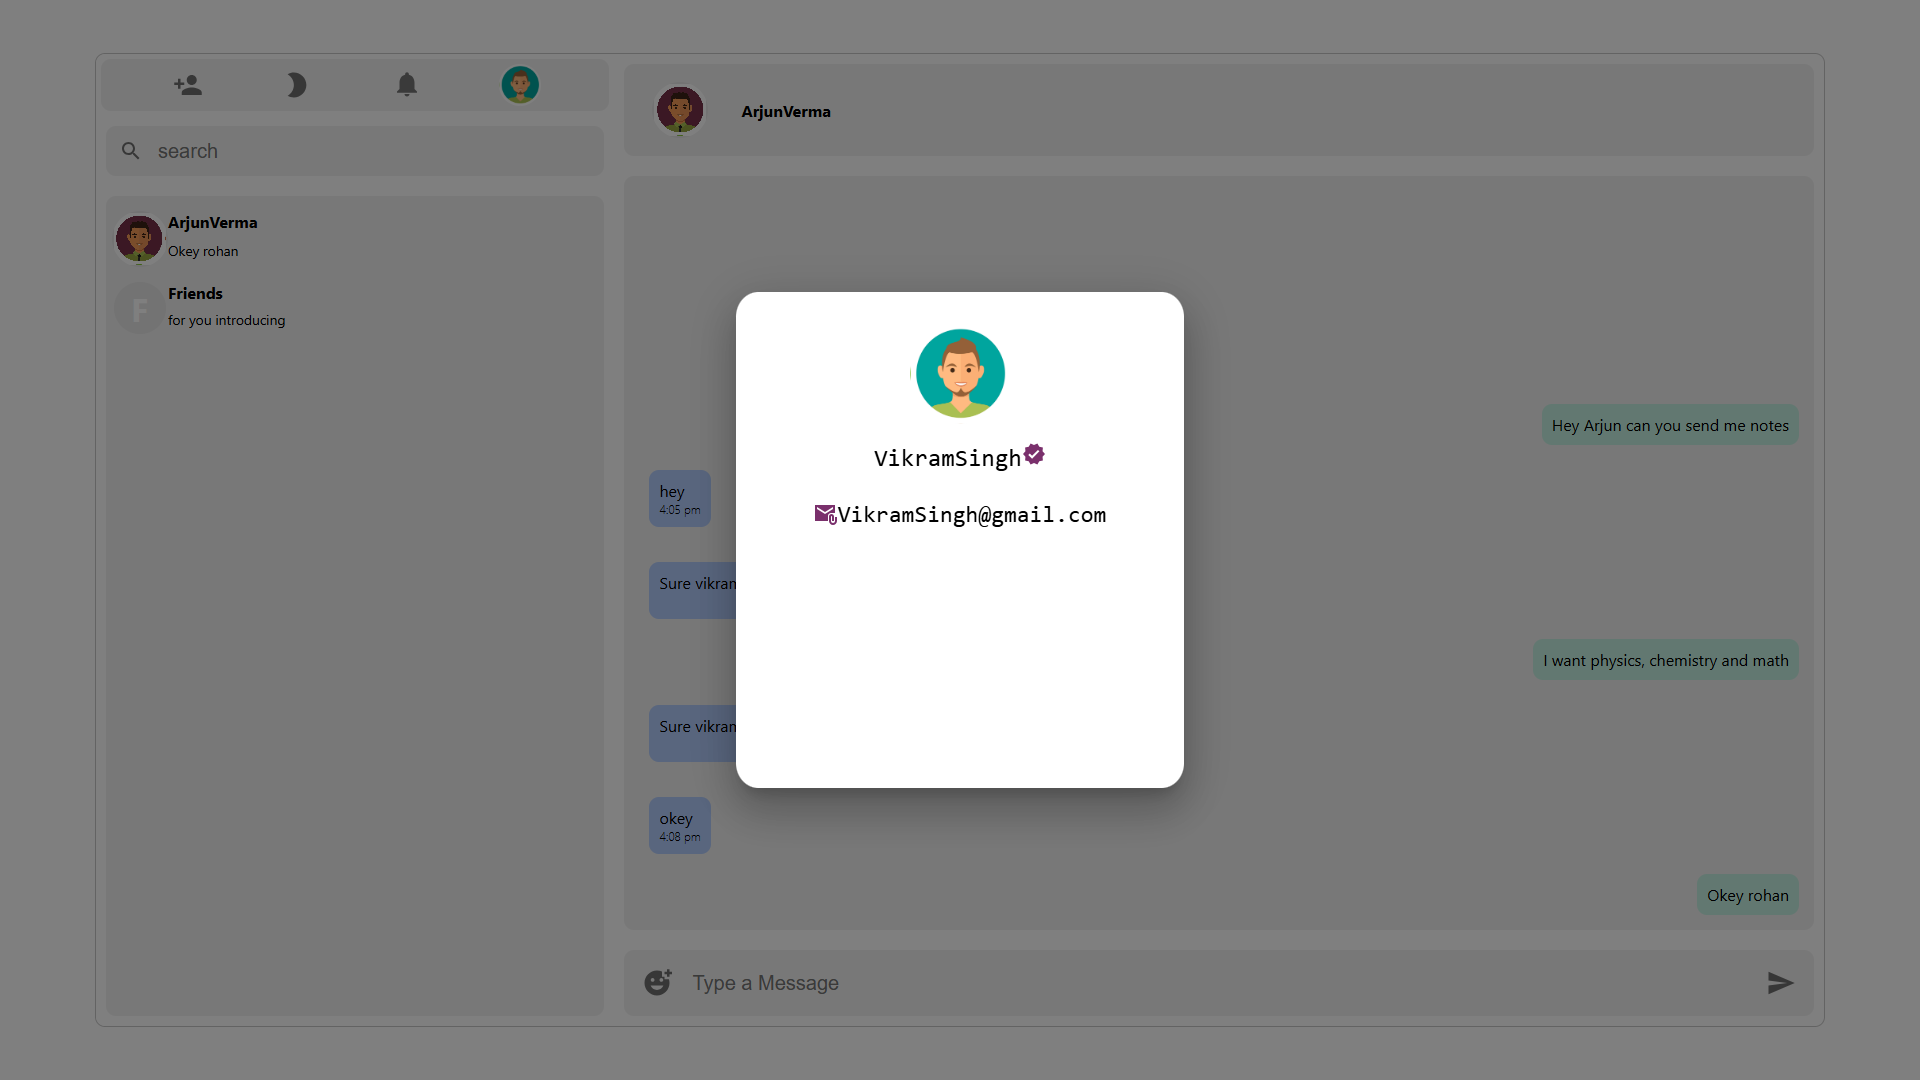 search
ArjunVerma
Okey rohan
F
Friends
for you introducing
ArjunVerma
Hey Arjun can you send me notes
hey
4:05 pm
Sure vikram
I want physics, chemistry and math
Sure vikram
okey
4:08 pm
Okey rohan
Type a Message
VikramSingh
VikramSingh@gmail.com